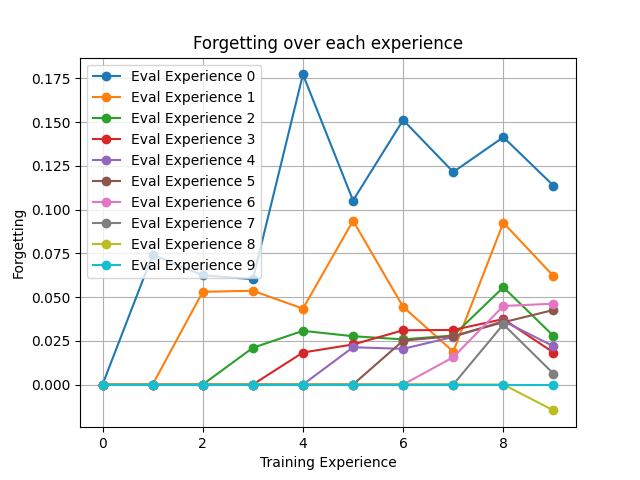 Forgetting over each experience
Eval Experience 0
Eval Experience 1
Eval Experience 2
Eval Experience 3
Eval Experience 4
Eval Experience 5
Eval Experience 6
Eval Experience 7
Eval Experience 8
Eval Experience 9
0.175
0.150
0.125
0.100
0.075
0.050
0.025
0.000
Forgetting
0 2 4 6 8
Training Experience